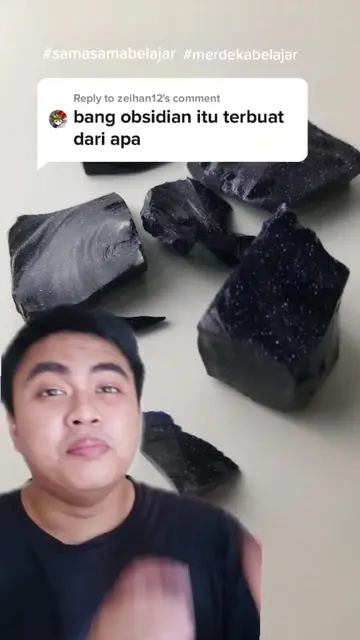 #samasamabelajar #merdekabelajar
Reply to zeihan12's comment
bang obsidian itu terbuat
dari apa